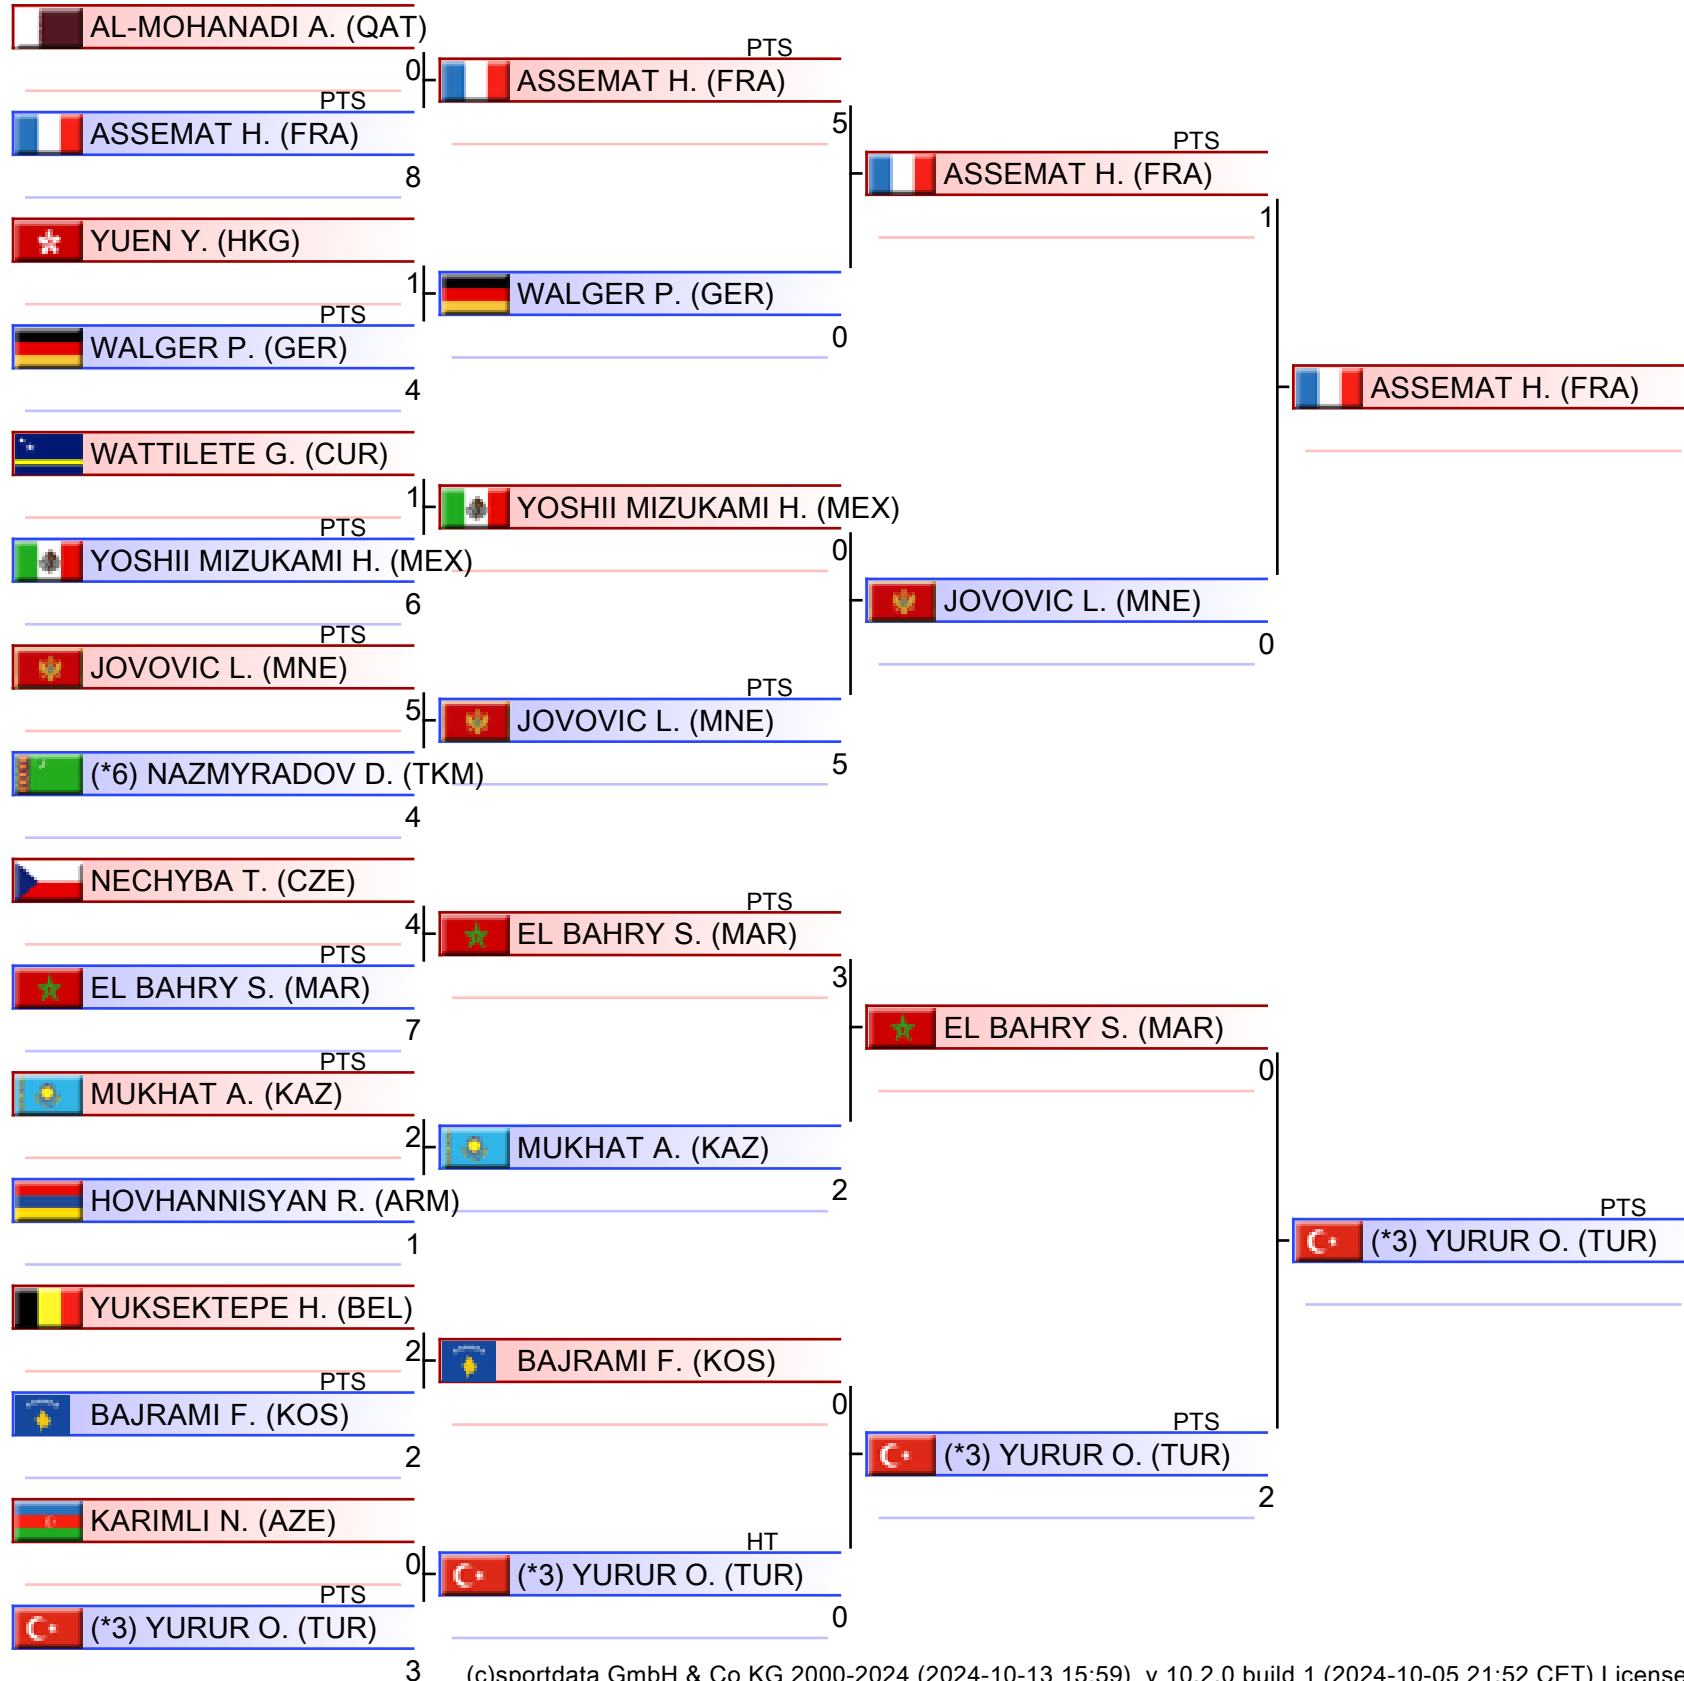 AL-MOHANADI A. (QAT)
0
PTS
ASSEMAT H. (FRA)
8
YUEN Y. (HKG)
1
PTS
WALGER P. (GER)
4
WATTILETE G. (CUR)
1
PTS
YOSHII MIZUKAMI H. (MEX)
6
PTS
JOVOVIC L. (MNE)
5
(*6) NAZMYRADOV D. (TKM)
4
NECHYBA T. (CZE)
4
PTS
EL BAHRY S. (MAR)
7
PTS
MUKHAT A. (KAZ)
2
HOVHANNISYAN R. (ARM)
1
YUKSEKTEPE H. (BEL)
2
PTS
BAJRAMI F. (KOS)
2
KARIMLI N. (AZE)
0
PTS
(*3) YURUR O. (TUR)
3
PTS
ASSEMAT H. (FRA)
5
WALGER P. (GER)
0
YOSHII MIZUKAMI H. (MEX)
0
PTS
JOVOVIC L. (MNE)
5
PTS
EL BAHRY S. (MAR)
3
MUKHAT A. (KAZ)
2
BAJRAMI F. (KOS)
0
HT
(*3) YURUR O. (TUR)
0
PTS
ASSEMAT H. (FRA)
1
JOVOVIC L. (MNE)
0
EL BAHRY S. (MAR)
0
PTS
(*3) YURUR O. (TUR)
2
ASSEMAT H. (FRA)
PTS
(*3) YURUR O. (TUR)
(c)sportdata GmbH & Co KG 2000-2024 (2024-10-13 15:59) v 10.2.0 build 1 (2024-10-05 21:52 CET) License